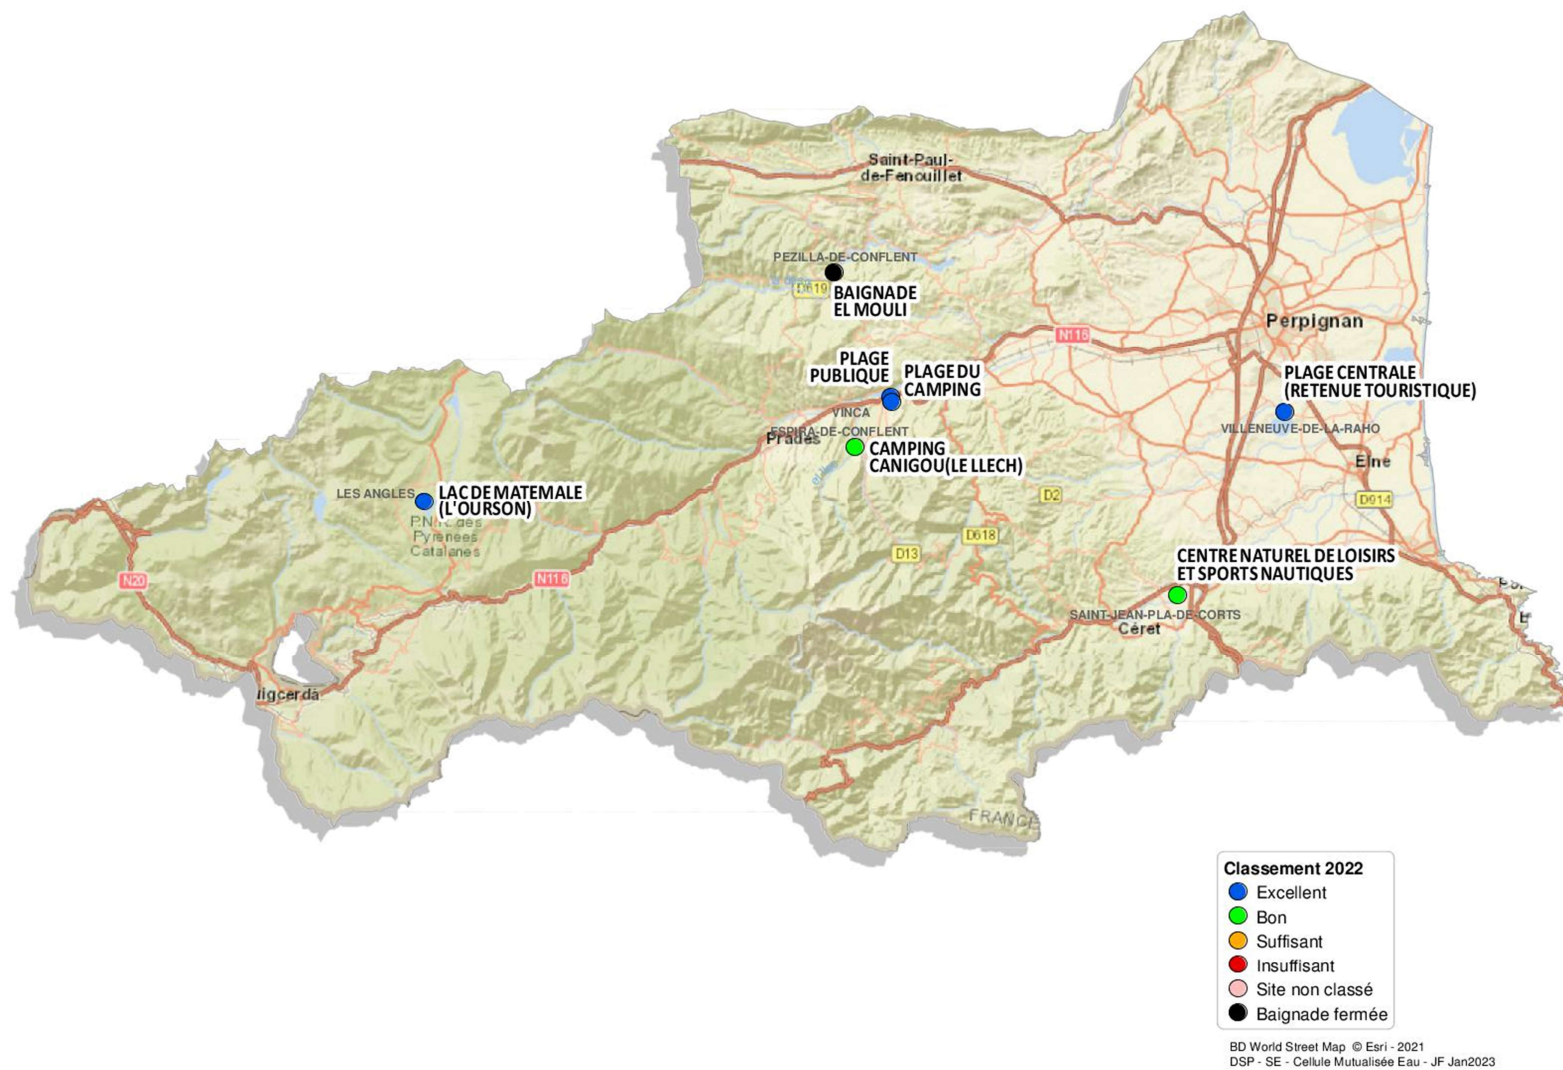 Saint-Paul-
de-Fenouillet
PEZILLA-DE-CONFLENT
D619
BAIGNADE
EL MOULI
Perpignan
N116
PLAGE
PUBLIQUE
PLAGE DU
CAMPING
PLAGE CENTRALE
(RETENUE TOURISTIQUE)
VINCA
VILLENEUVE-DE-LA-RAHO
ESPIRA-DE-CONFLENT
Prades
CAMPING
CANIGOU(LE LLECH)
Elne
LES ANGLES
LAC DE MATEMALE
(L'OURSON)
D2
D914
Pyrenees
Catalanes
D618
D13
N20
N116
CENTRE NATUREL DE LOISIRS
ET SPORTS NAUTIQUES
SAINT-JEAN-PLA-DE-CORTS
Céret
uigcerdà
FRANCE
Classement 2022
Excellent
Bon
Suffisant
Insuffisant
Site non classé
Baignade fermée
BD World Street Map © Esri - 2021
DSP - SE - Cellule Mutualisée Eau - JF Jan2023